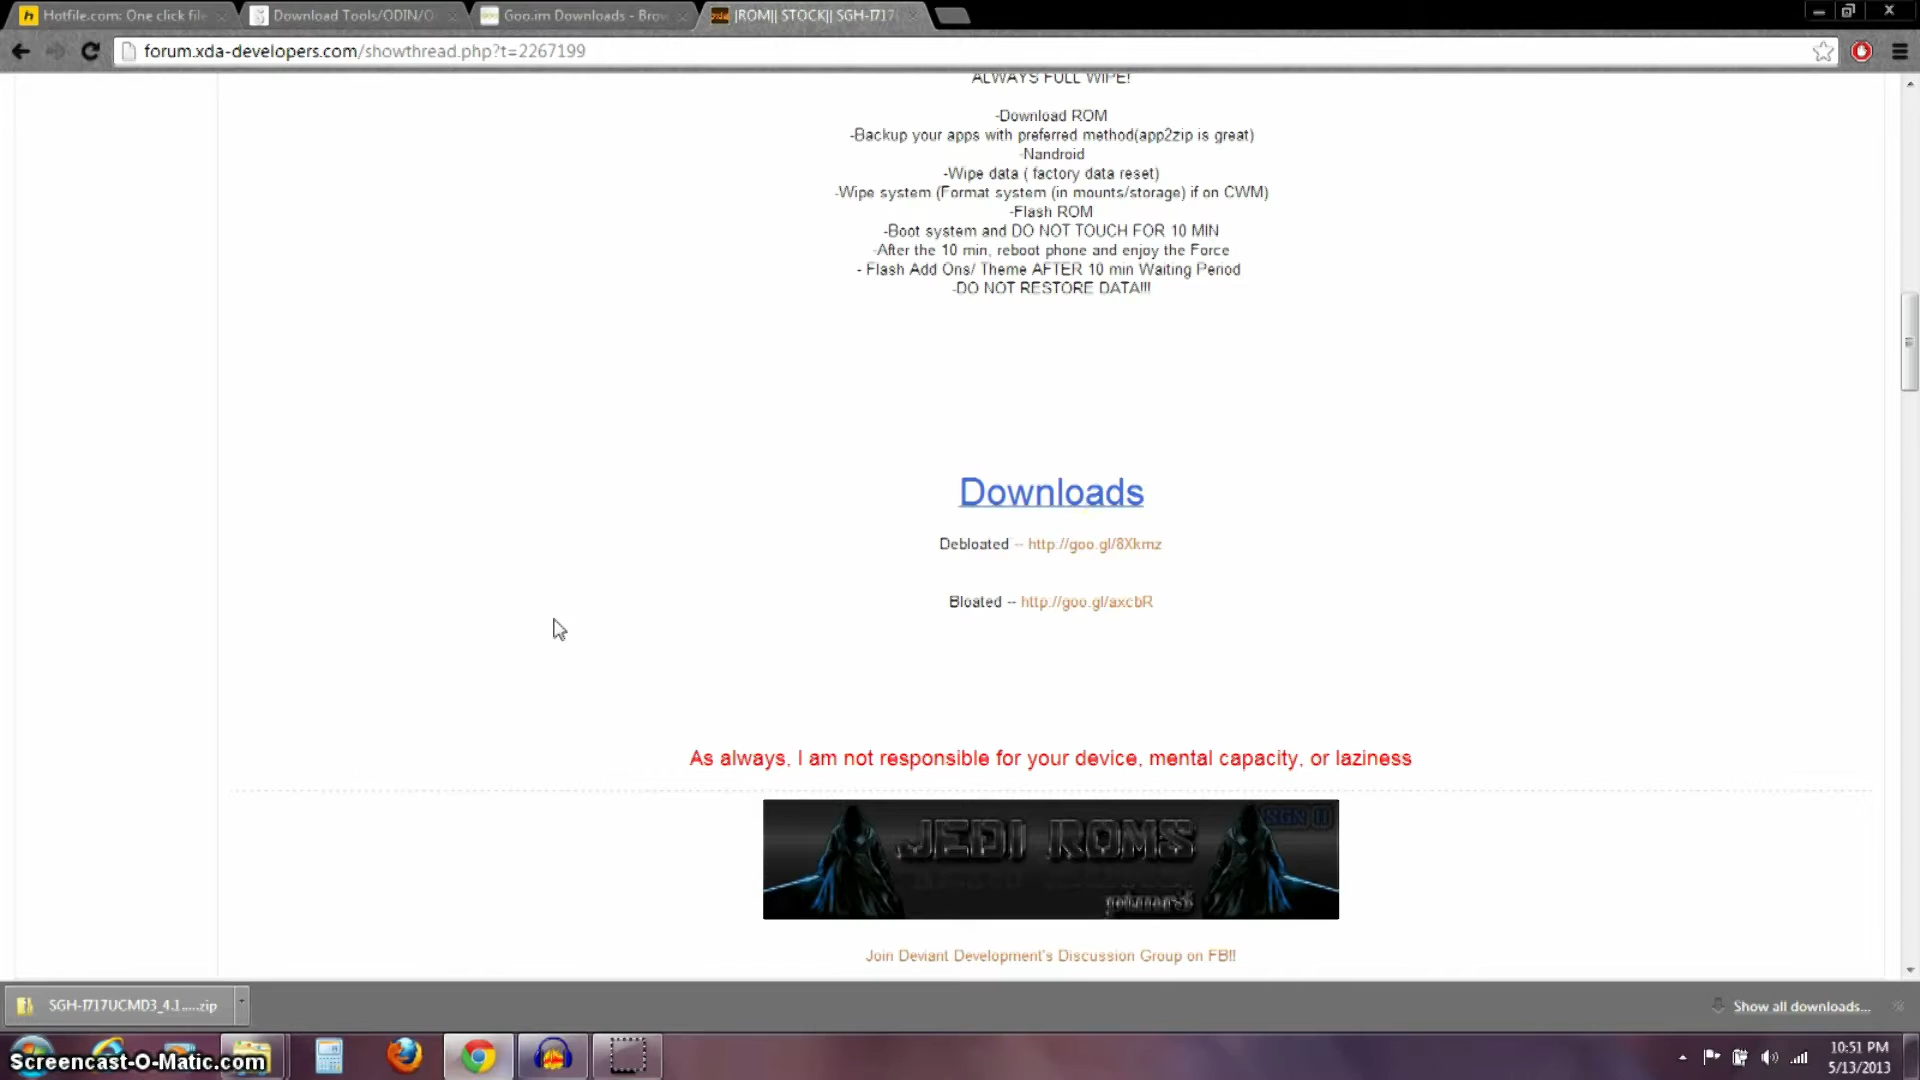 Hotfile.com: One click file
Download Tools/ODIN/O
Goo.im Downloads - Brow
|ROM|| STOCK|| SGH-I717
forum.xda-developers.com/showthread.php?t=2267199
ALWAYS FULL WIPE!
-Download ROM
-Backup your apps with preferred method(app2zip is great)
-Nandroid
-Wipe data ( factory data reset)
-Wipe system (Format system (in mounts/storage) if on CWM)
-Flash ROM
-Boot system and DO NOT TOUCH FOR 10 MIN
-After the 10 min, reboot phone and enjoy the Force
- Flash Add Ons/ Theme AFTER 10 min Waiting Period
-DO NOT RESTORE DATA!!!
Downloads
Debloated -- http://goo.gl/8Xkmz
Bloated -- http://goo.gl/axcbR
As always, I am not responsible for your device, mental capacity, or laziness
SGN II
JEDI ROMS
Join Deviant Development's Discussion Group on FB!!
SGH-I717UCMD3_4.1.....zip
Show all downloads...
Screencast-O-Matic.com
10:51 PM
5/13/2013